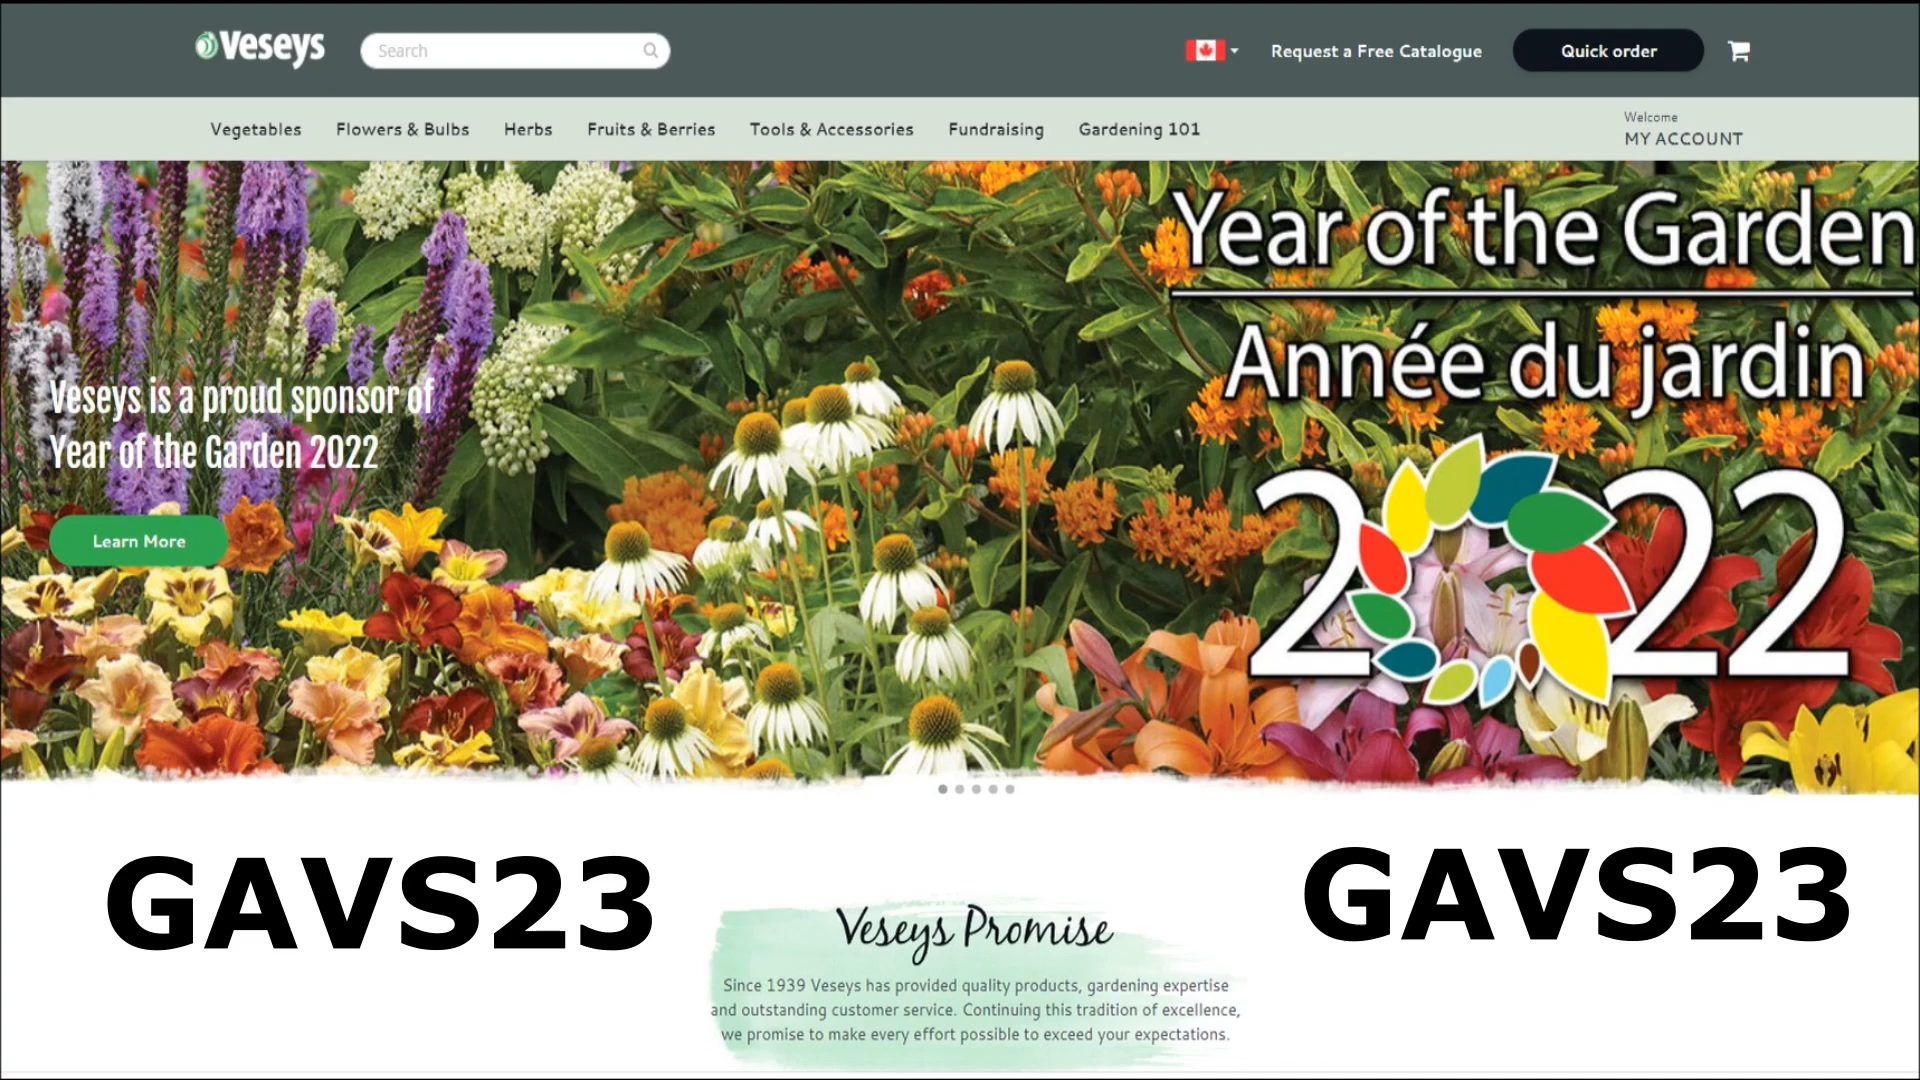 Veseys
Search
Request a Free Catalogue
Quick order
Vegetables
Flowers & Bulbs
Herbs
Fruits & Berries
Tools & Accessories
Fundraising
Gardening 101
Welcome
MY ACCOUNT
Year of the Garden
Année du jardin
2022
Veseys is a proud sponsor of
Year of the Garden 2022
Learn More
GAVS23
GAVS23
Veseys Promise
Since 1939 Veseys has provided quality products, gardening expertise
and outstanding customer service. Continuing this tradition of excellence,
we promise to make every effort possible to exceed your expectations.